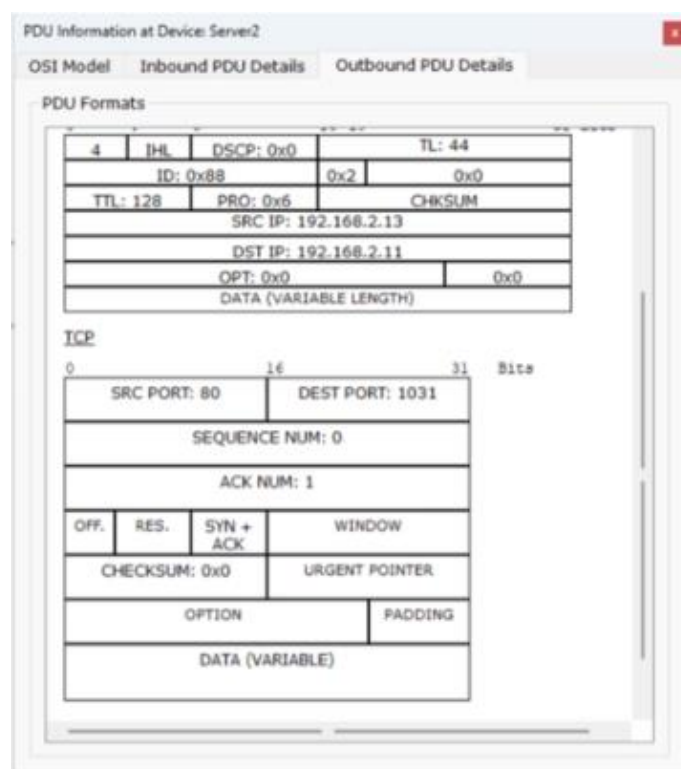 PDU Information at Device: Server2
OSI Model Inbound PDU Details Outbound PDU Details
PDU Formats
4 IHL DSCP: 0x0 TL: 44
ID: 0x88 0x2 0x0
TTL: 128 PRO: 0x6 CHKSUM
SRC IP: 192.168.2.13
DST IP: 192.168.2.11
OPT: 0x0 0x0
DATA (VARIABLE LENGTH)
TCP
0 16 31 Bits
SRC PORT: 80 DEST PORT: 1031
SEQUENCE NUM: 0
ACK NUM: 1
OFF. RES. SYN + WINDOW
ACK
CHECKSUM: 0x0 URGENT POINTER
OPTION PADDING
DATA (VARIABLE)